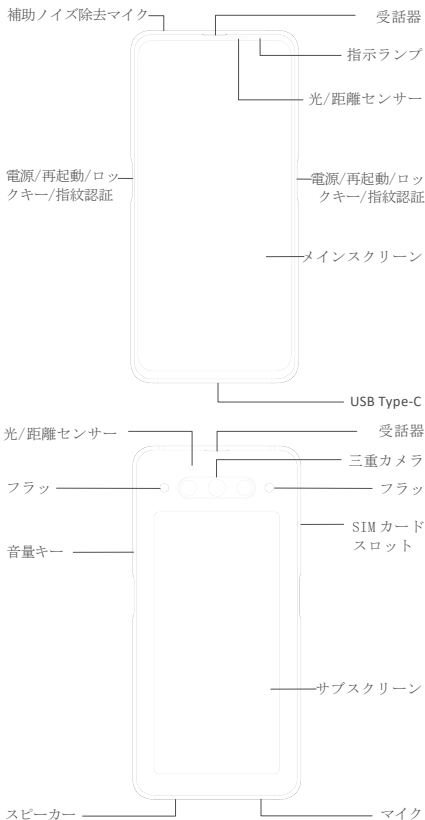 補助ノイズ除去マイク
受話器
指示ランプ
光/距離センサー
電源/再起動/ロッ
クキー/指紋認証
電源/再起動/ロッ
クキー/指紋認証
メインスクリーン
USB Type-C
光/距離センサー
受話器
三重カメラ
フラッ
フラッ
SIM カード
スロット
音量キー
サブスクリーン
スピーカー
マイク